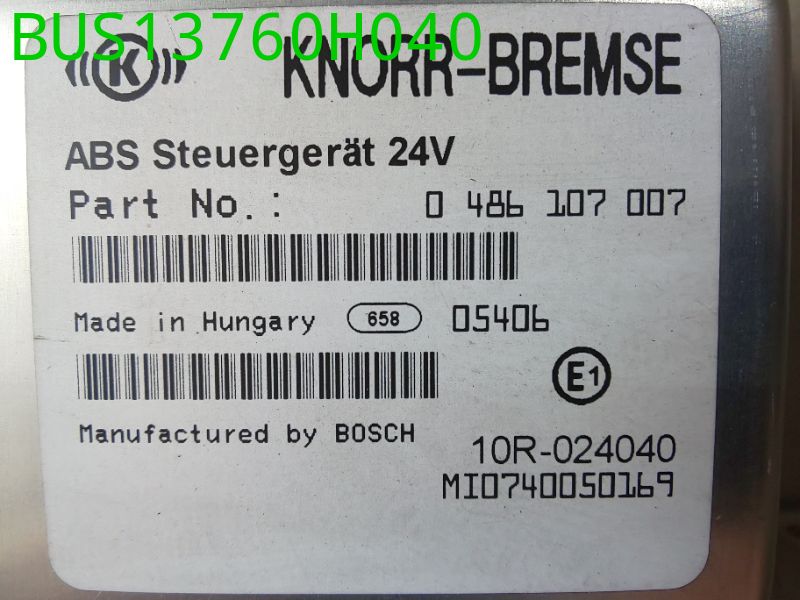 BUS13760H040
K KNORR-BREMSE
ABS Steuergerät 24V
Part No.: 0 486 107 007
Made in Hungary 658 05406
E1
Manufactured by BOSCH
10R-024040
MI0740050169